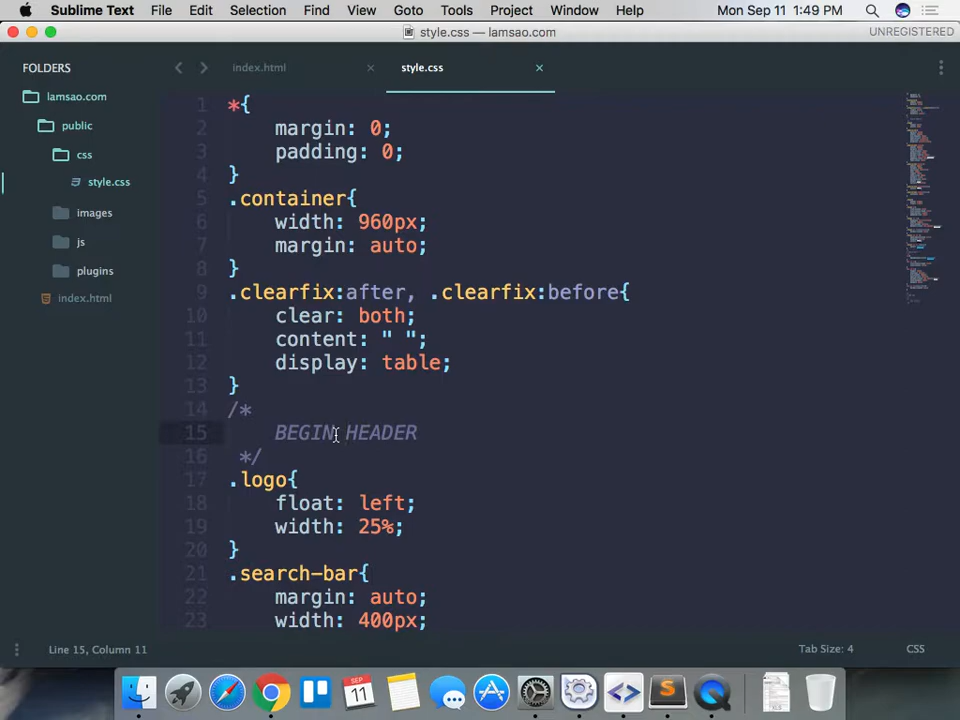 Sublime Text File Edit Selection Find View Goto Tools Project Window Help Mon Sep 11 1:49 PM
style.css — lamsao.com UNREGISTERED
FOLDERS
lamsao.com
public
css
style.css
images
js
plugins
index.html
index.html × style.css ×
1 *{
2 margin: 0;
3 padding: 0;
4 }
5 .container{
6 width: 960px;
7 margin: auto;
8 }
9 .clearfix:after, .clearfix:before{
10 clear: both;
11 content: " ";
12 display: table;
13 }
14 /*
15 BEGIN HEADER
16 */
17 .logo{
18 float: left;
19 width: 25%;
20 }
21 .search-bar{
22 margin: auto;
23 width: 400px;
Line 15, Column 11 Tab Size: 4 CSS
SEP
11